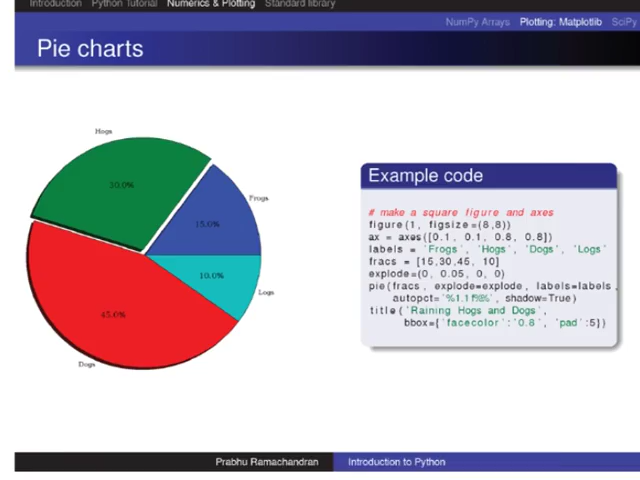 Introduction Python Tutorial Numerics & Plotting Standard library
NumPy Arrays Plotting: Matplotlib SciPy
Pie charts
Hogs
30.0%
Frogs
15.0%
10.0%
Logs
45.0%
Dogs
Example code
# make a square figure and axes
figure(1, figsize=(8,8))
ax = axes([0.1, 0.1, 0.8, 0.8])
labels = 'Frogs', 'Hogs', 'Dogs', 'Logs'
fracs = [15,30,45, 10]
explode=(0, 0.05, 0, 0)
pie(fracs, explode=explode, labels=labels,
autopct='%1.1f%%', shadow=True)
title('Raining Hogs and Dogs',
bbox={'facecolor':'0.8', 'pad':5})
Prabhu Ramachandran Introduction to Python